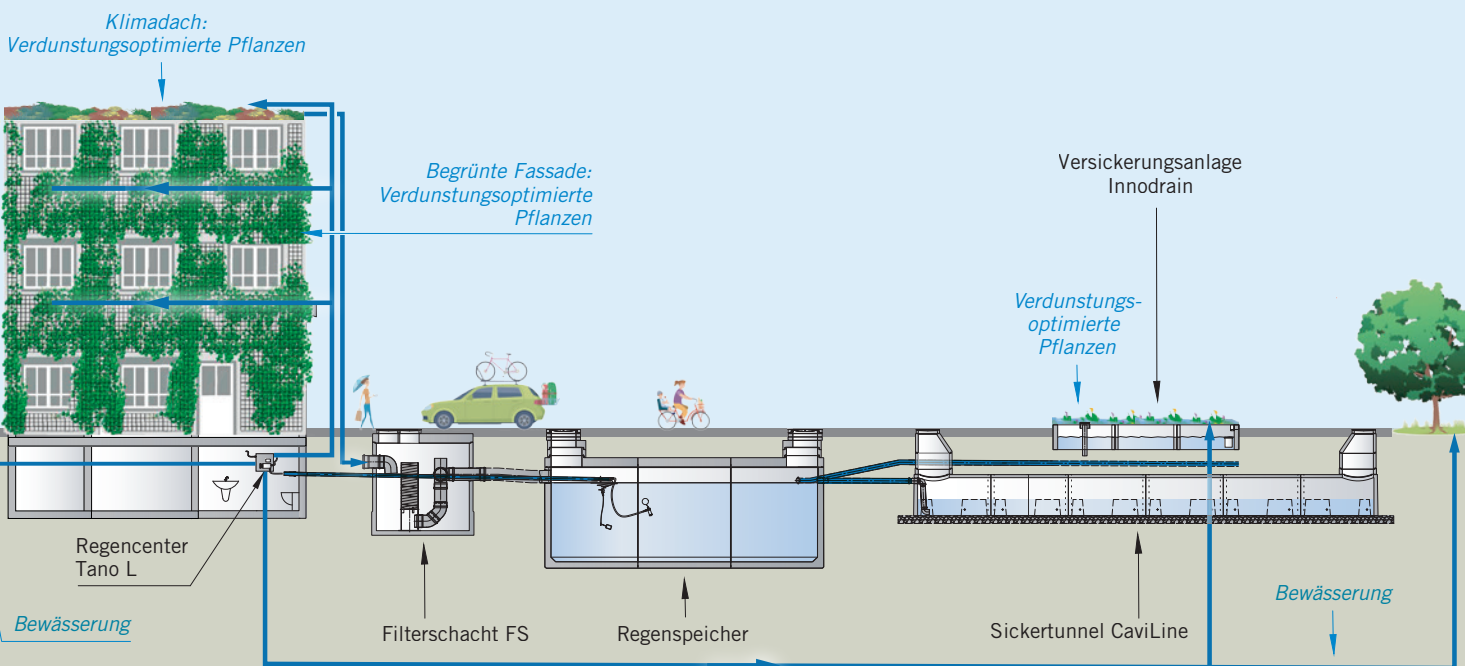 Klimadach:
Verdunstungsoptimierte Pflanzen
Begrünte Fassade:
Verdunstungsoptimierte
Pflanzen
Versickerungsanlage
Innodrain
Verdunstungs-
optimierte
Pflanzen
Regencenter
Tano L
Bewässerung
Filterschacht FS
Regenspeicher
Sickertunnel CaviLine
Bewässerung